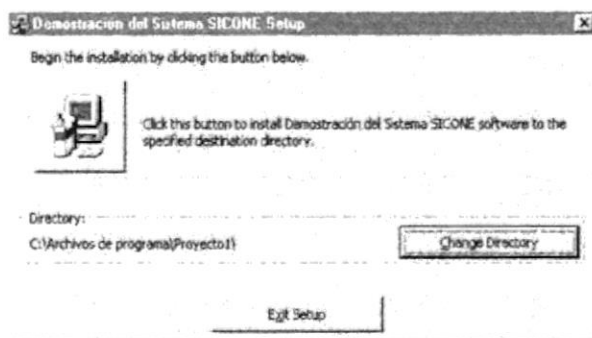 Demostración del Sistema SICONE Setup
Begin the installation by clicking the button below.
Click this button to install Demostración del Sistema SICONE software to the
specified destination directory.
Directory:
C:\Archivos de programa\Proyecto1\
Change Directory
Exit Setup